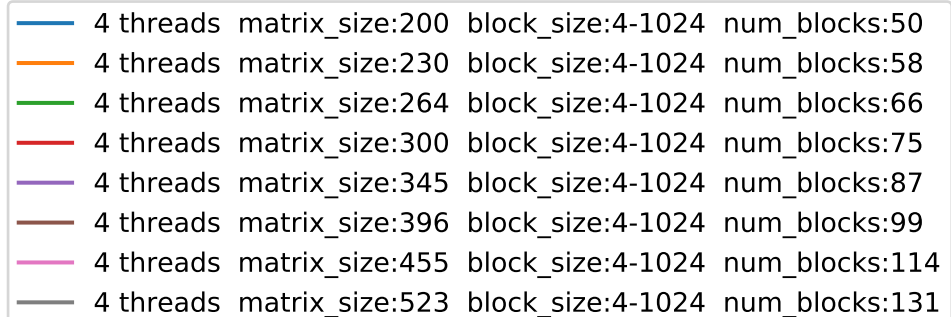 4 threads  matrix_size:200  block_size:4-1024  num_blocks:50
4 threads  matrix_size:230  block_size:4-1024  num_blocks:58
4 threads  matrix_size:264  block_size:4-1024  num_blocks:66
4 threads  matrix_size:300  block_size:4-1024  num_blocks:75
4 threads  matrix_size:345  block_size:4-1024  num_blocks:87
4 threads  matrix_size:396  block_size:4-1024  num_blocks:99
4 threads  matrix_size:455  block_size:4-1024  num_blocks:114
4 threads  matrix_size:523  block_size:4-1024  num_blocks:131